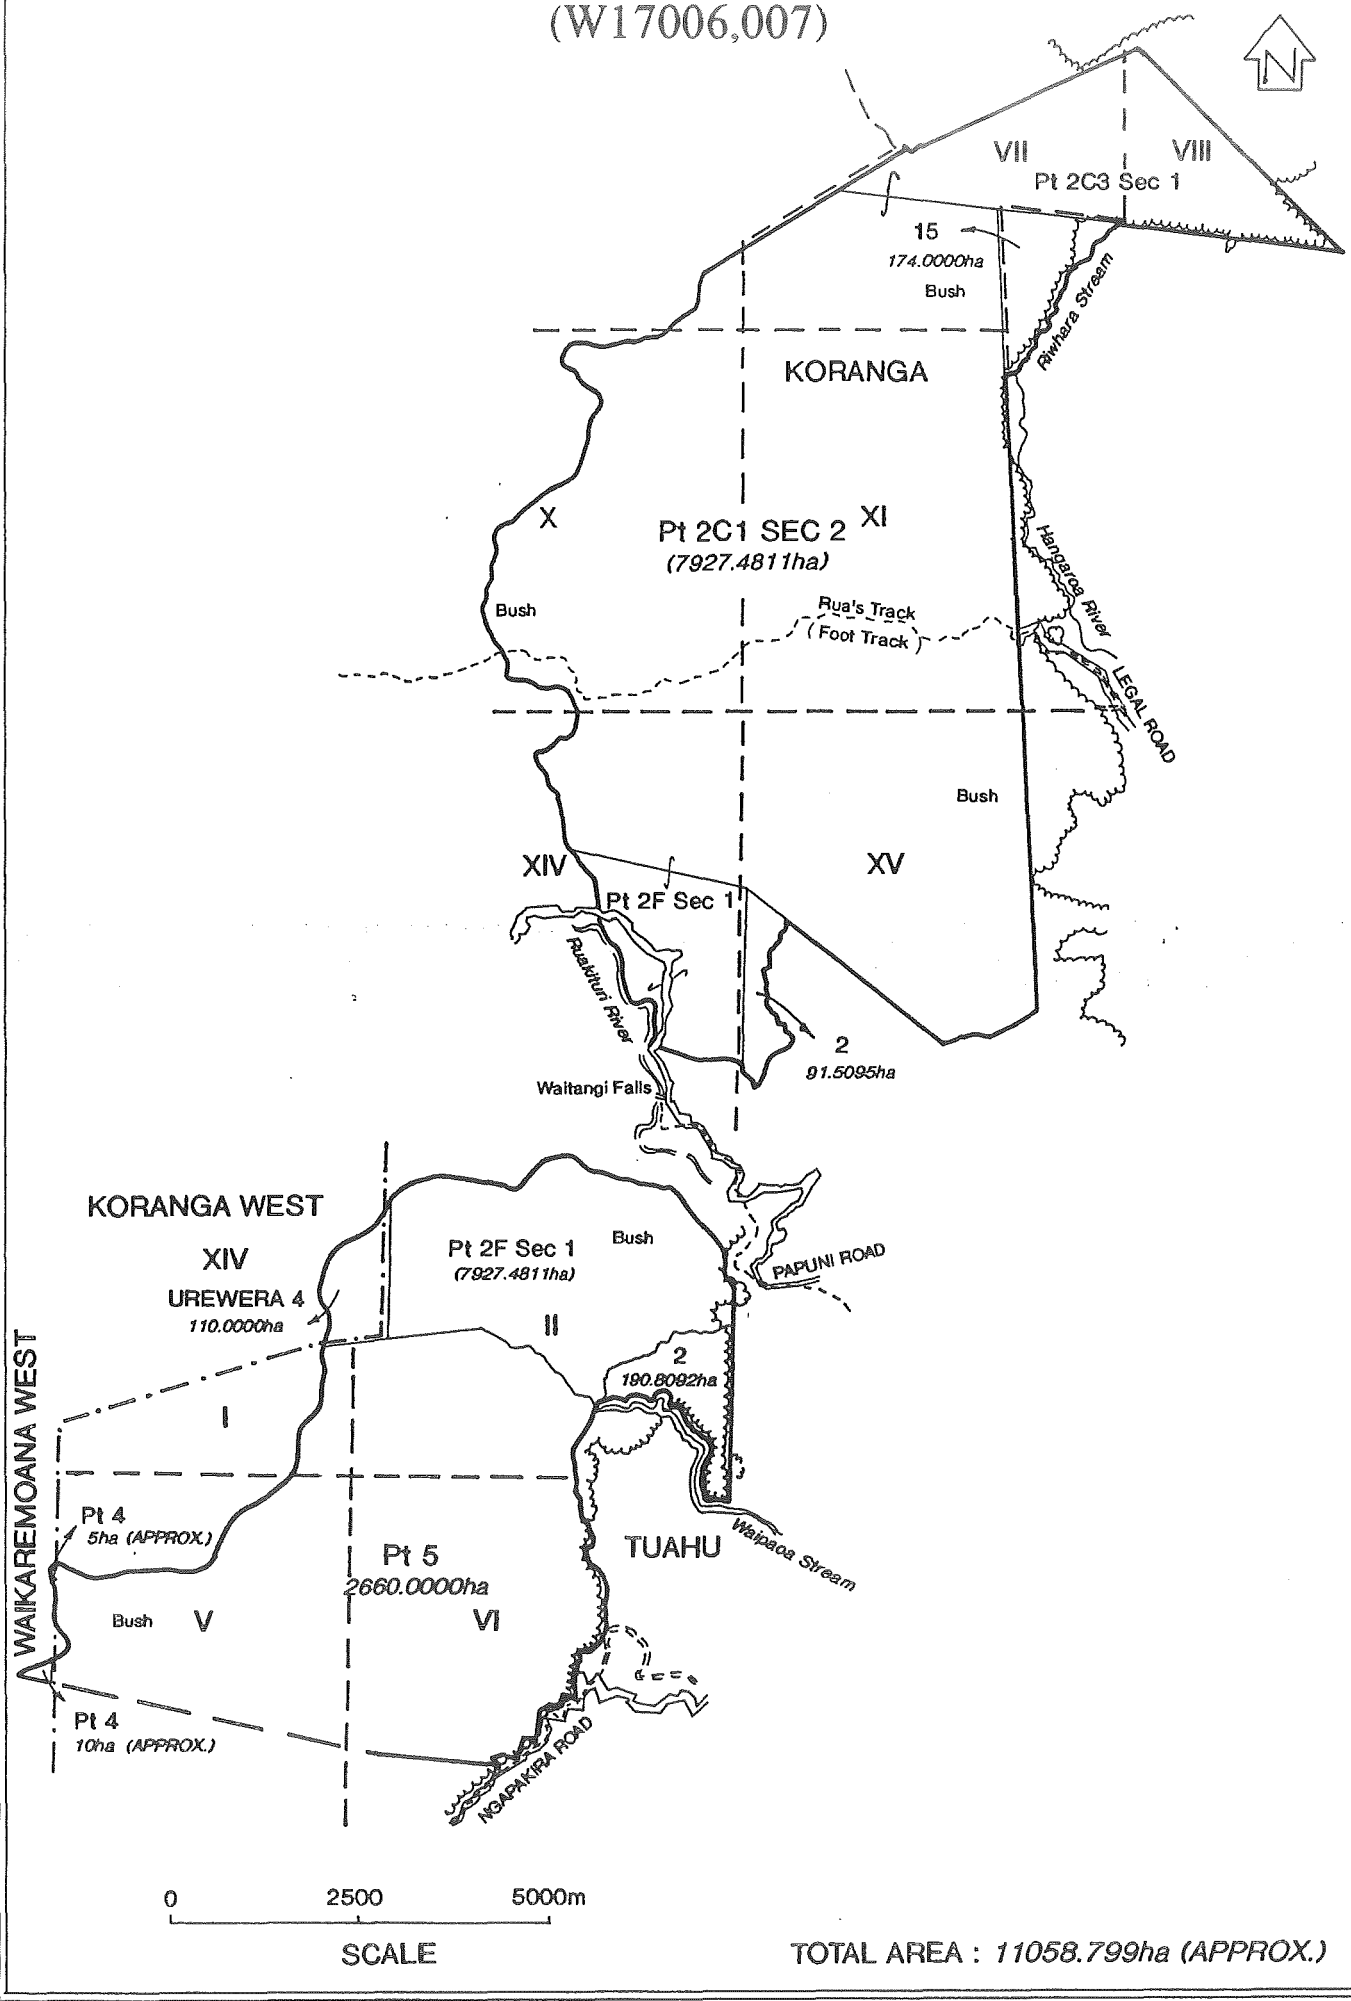 (W17006,007)
N
VII
VIII
Pt 2C3 Sec 1
15
174.0000ha
Bush
Riwhara Stream
KORANGA
X
XI
Pt 2C1 SEC 2
(7927.4811ha)
Hangaroa River
Bush
Rua's Track
( Foot Track )
LEGAL ROAD
Bush
XIV
XV
Pt 2F Sec 1
Ruakituri River
2
91.5095ha
Waitangi Falls
KORANGA WEST
XIV
UREWERA 4
110.0000ha
Pt 2F Sec 1
(7927.4811ha)
Bush
PAPUNI ROAD
II
2
190.8092ha
WAIKAREMOANA WEST
I
Pt 4
5ha (APPROX.)
Pt 5
2660.0000ha
TUAHU
Waipaoa Stream
Bush
V
VI
Pt 4
10ha (APPROX.)
NGAPAKIRA ROAD
0 2500 5000m
SCALE
TOTAL AREA : 11058.799ha (APPROX.)